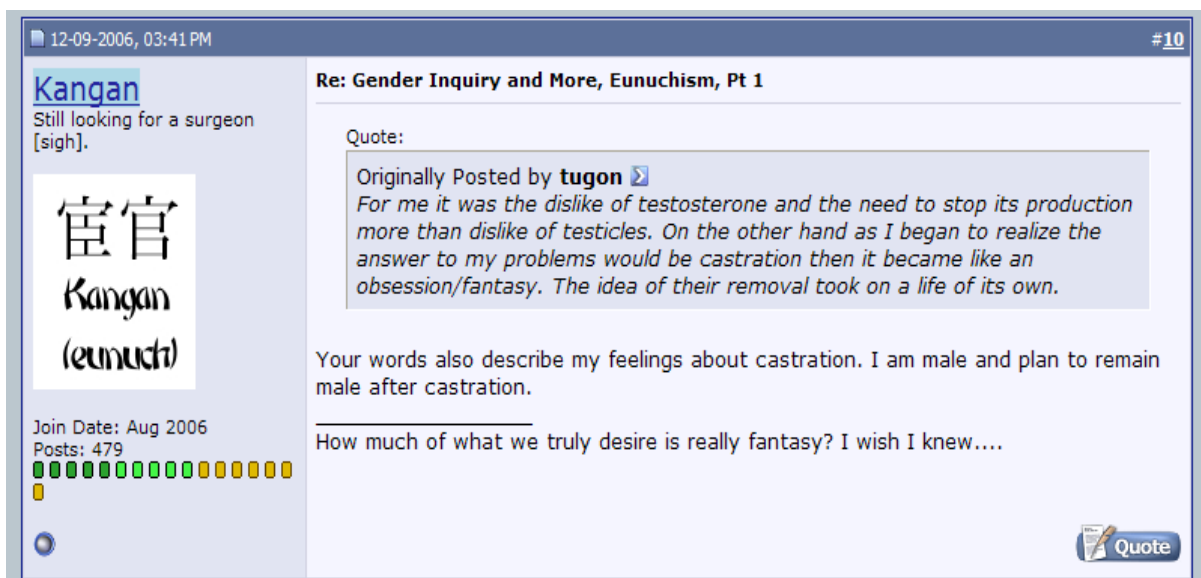 12-09-2006, 03:41 PM #10
Kangan
Still looking for a surgeon
[sigh].
宦官
Kangan
(eunuch)
Join Date: Aug 2006
Posts: 479
Re: Gender Inquiry and More, Eunuchism, Pt 1
Quote:
Originally Posted by tugon
For me it was the dislike of testosterone and the need to stop its production
more than dislike of testicles. On the other hand as I began to realize the
answer to my problems would be castration then it became like an
obsession/fantasy. The idea of their removal took on a life of its own.
Your words also describe my feelings about castration. I am male and plan to remain
male after castration.
How much of what we truly desire is really fantasy? I wish I knew....
Quote